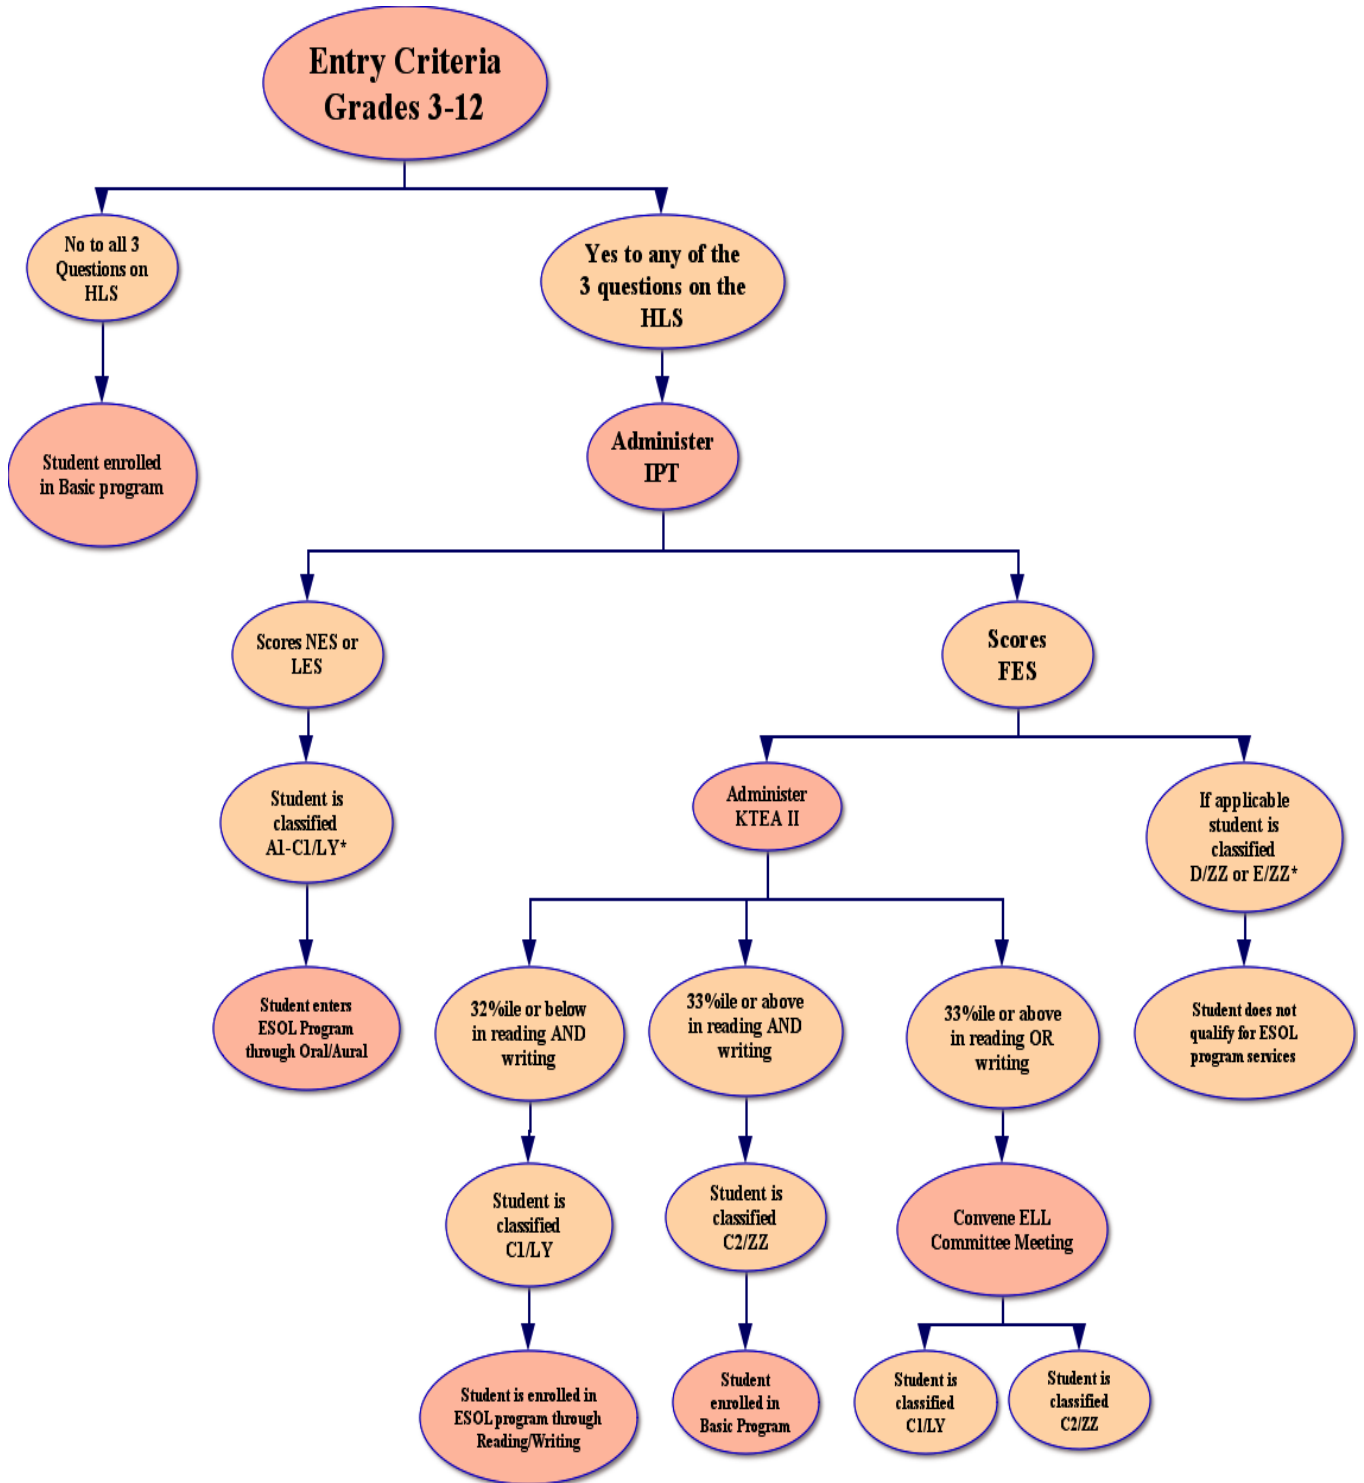 Entry Criteria
Grades 3-12
No to all 3
Questions on
HLS
Yes to any of the
3 questions on the
HLS
Student enrolled
in Basic program
Administer
IPT
Scores NES or
LES
Scores
FES
Student is
classified
A1-C1/LY*
Administer
KTEA II
If applicable
student is
classified
D/ZZ or E/ZZ*
Student enters
ESOL Program
through Oral/Aural
32%ile or below
in reading AND
writing
33%ile or above
in reading AND
writing
33%ile or above
in reading OR
writing
Student does not
qualify for ESOL
program services
Student is
classified
C1/LY
Student is
classified
C2/ZZ
Convene ELL
Committee Meeting
Student is enrolled in
ESOL program through
Reading/Writing
Student
enrolled in
Basic Program
Student is
classified
C1/LY
Student is
classified
C2/ZZ